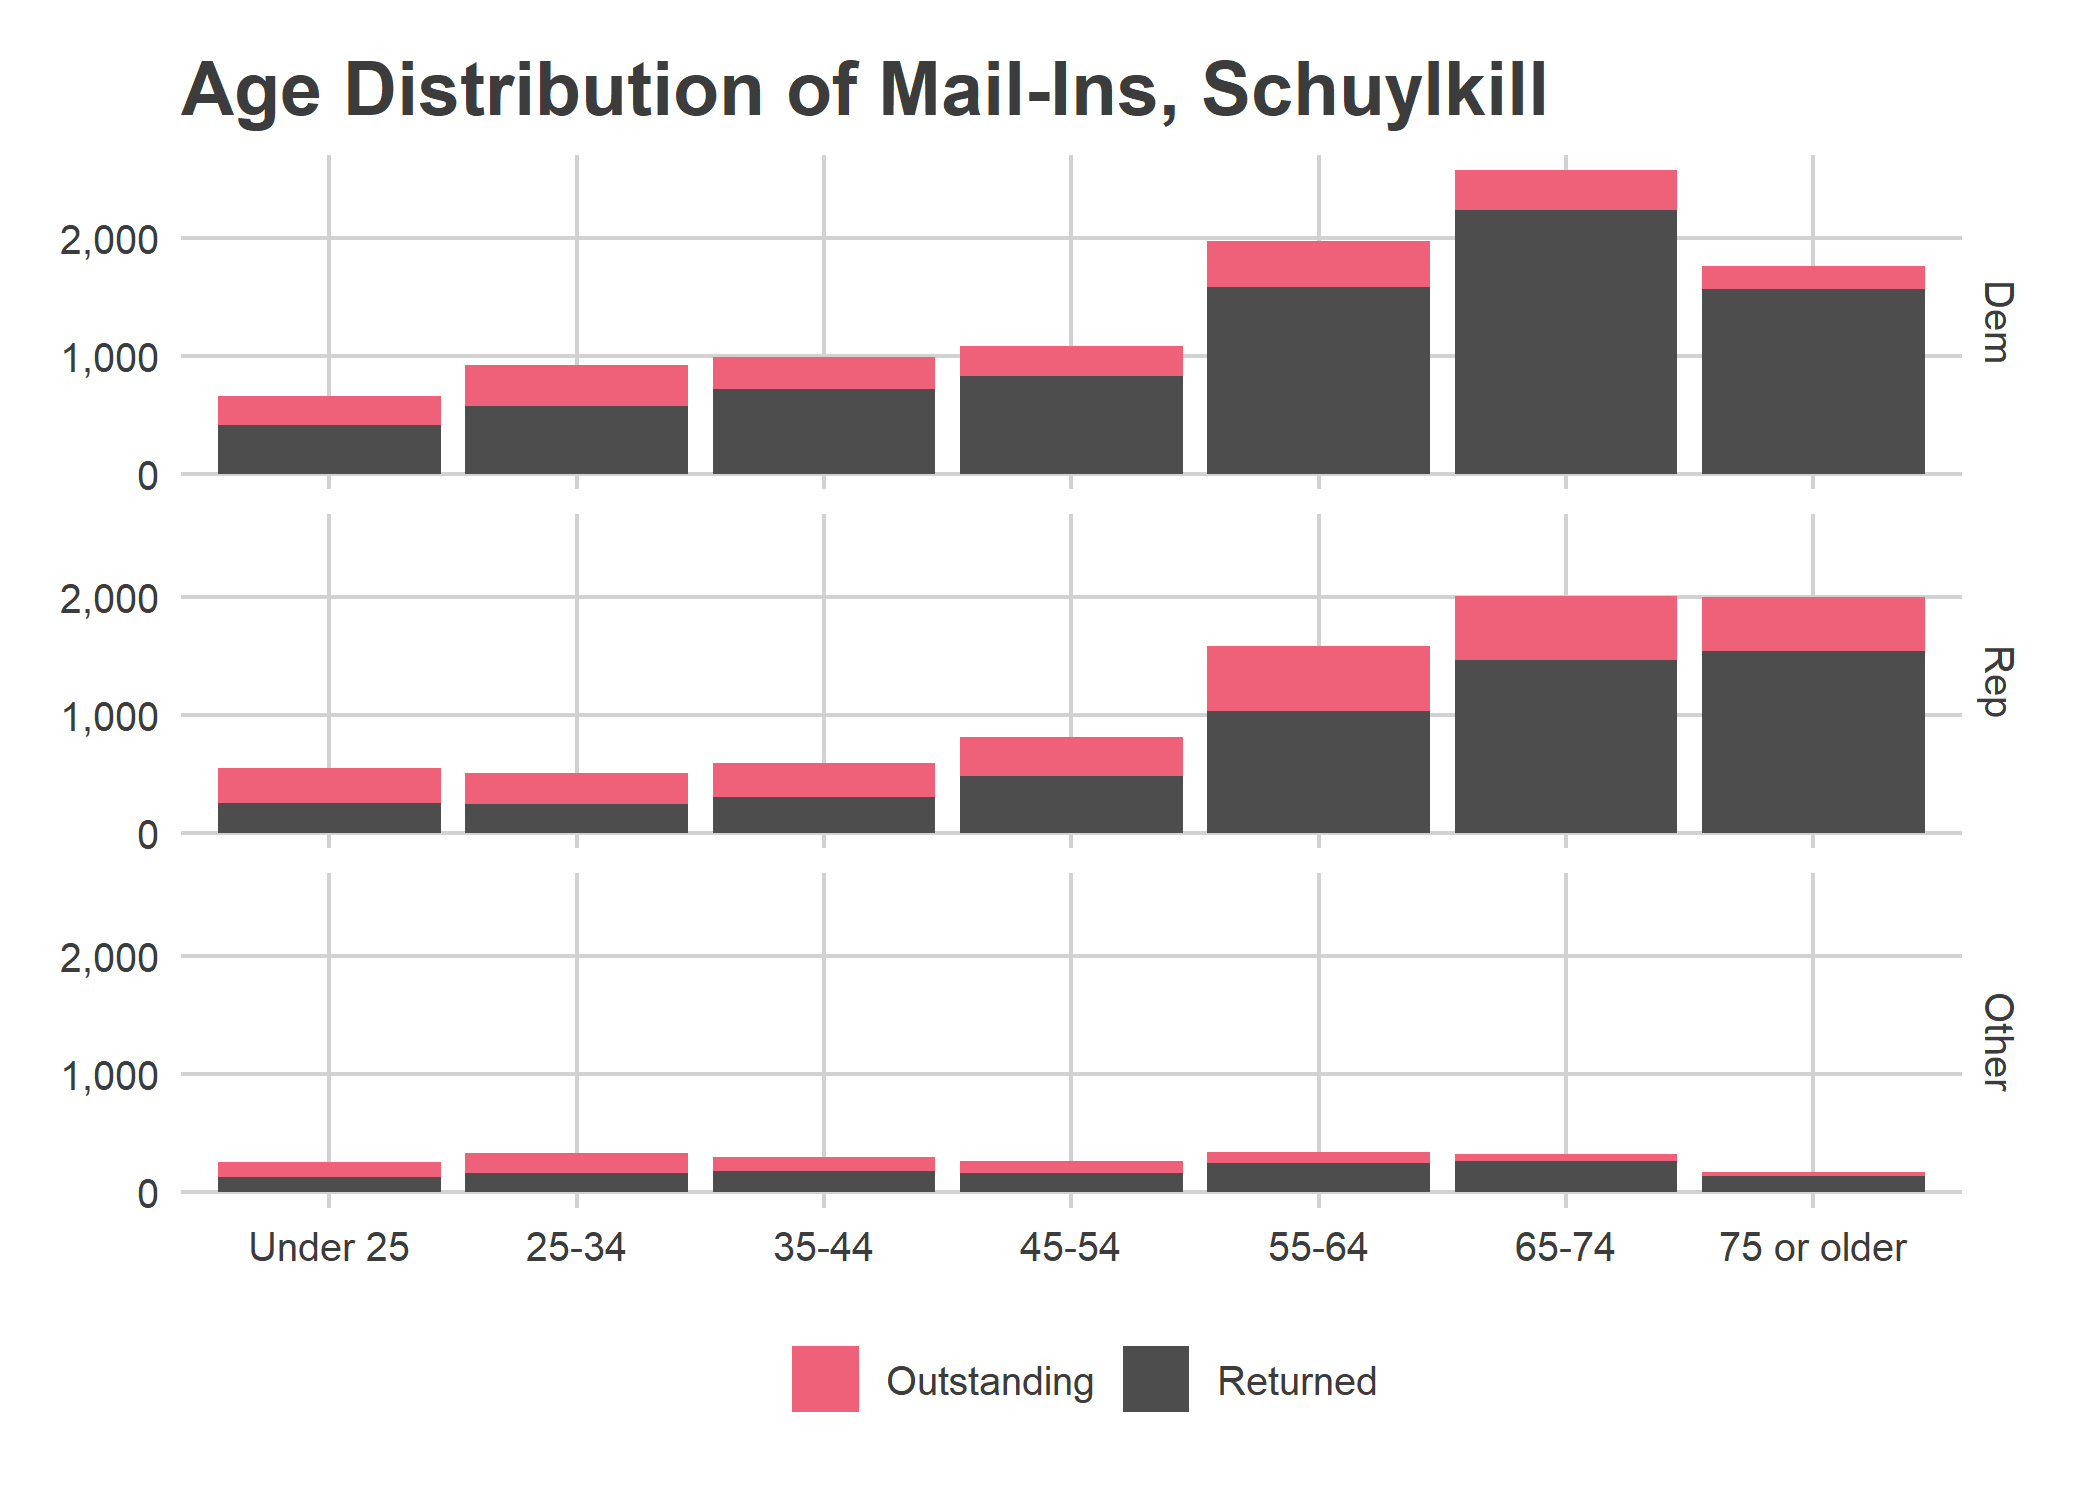 Age Distribution of Mail-Ins, Schuylkill
2,000
1,000
0
Dem
2,000
1,000
0
Rep
2,000
1,000
0
Other
Under 25 25-34 35-44 45-54 55-64 65-74 75 or older
Outstanding Returned